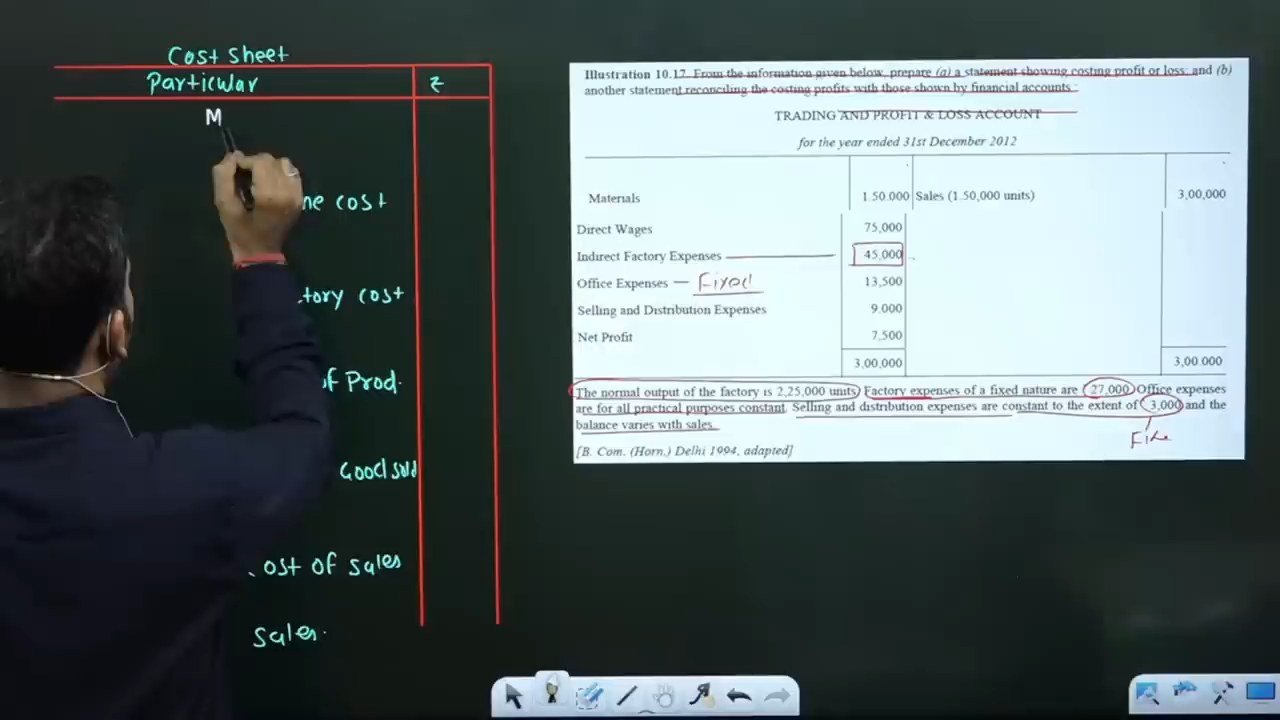 Cost Sheet
Particular ₹
M
me cost
tory cost
of Prod.
Good sold
ost of sales
sales.
Illustration 10.17. From the information given below, prepare (a) a statement showing costing profit or loss; and (b)
another statement reconciling the costing profits with those shown by financial accounts.
TRADING AND PROFIT & LOSS ACCOUNT
for the year ended 31st December 2012
Materials 1.50.000 Sales (1.50,000 units) 3,00,000
Direct Wages 75,000
Indirect Factory Expenses 45,000
Office Expenses — Fixed 13,500
Selling and Distribution Expenses 9.000
Net Profit 7,500
3,00,000 3,00.000
The normal output of the factory is 2,25,000 units. Factory expenses of a fixed nature are 27,000 Office expenses
are for all practical purposes constant. Selling and distribution expenses are constant to the extent of 3,000 and the
balance varies with sales.
[B. Com. (Horn.) Delhi 1994, adapted]